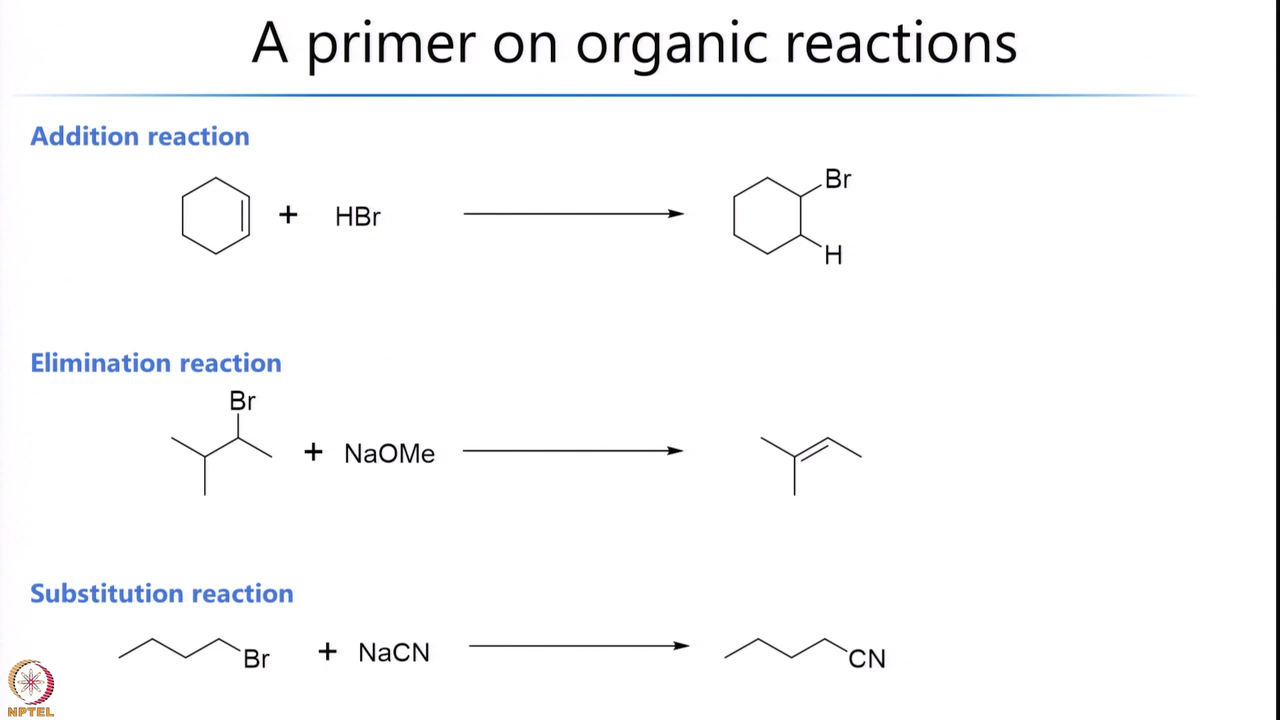 A primer on organic reactions
Addition reaction
+ HBr
Br
H
Elimination reaction
Br
+ NaOMe
Substitution reaction
Br + NaCN
CN
NPTEL